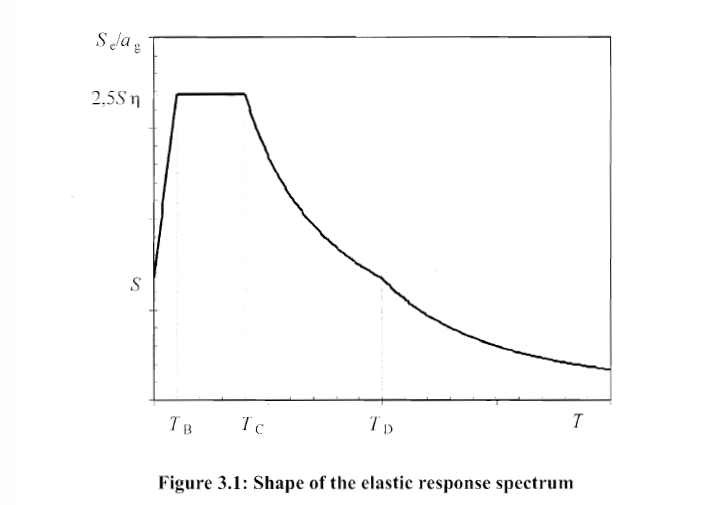 Se/ag
2,5Sη
S
TB TC TD T
Figure 3.1: Shape of the elastic response spectrum